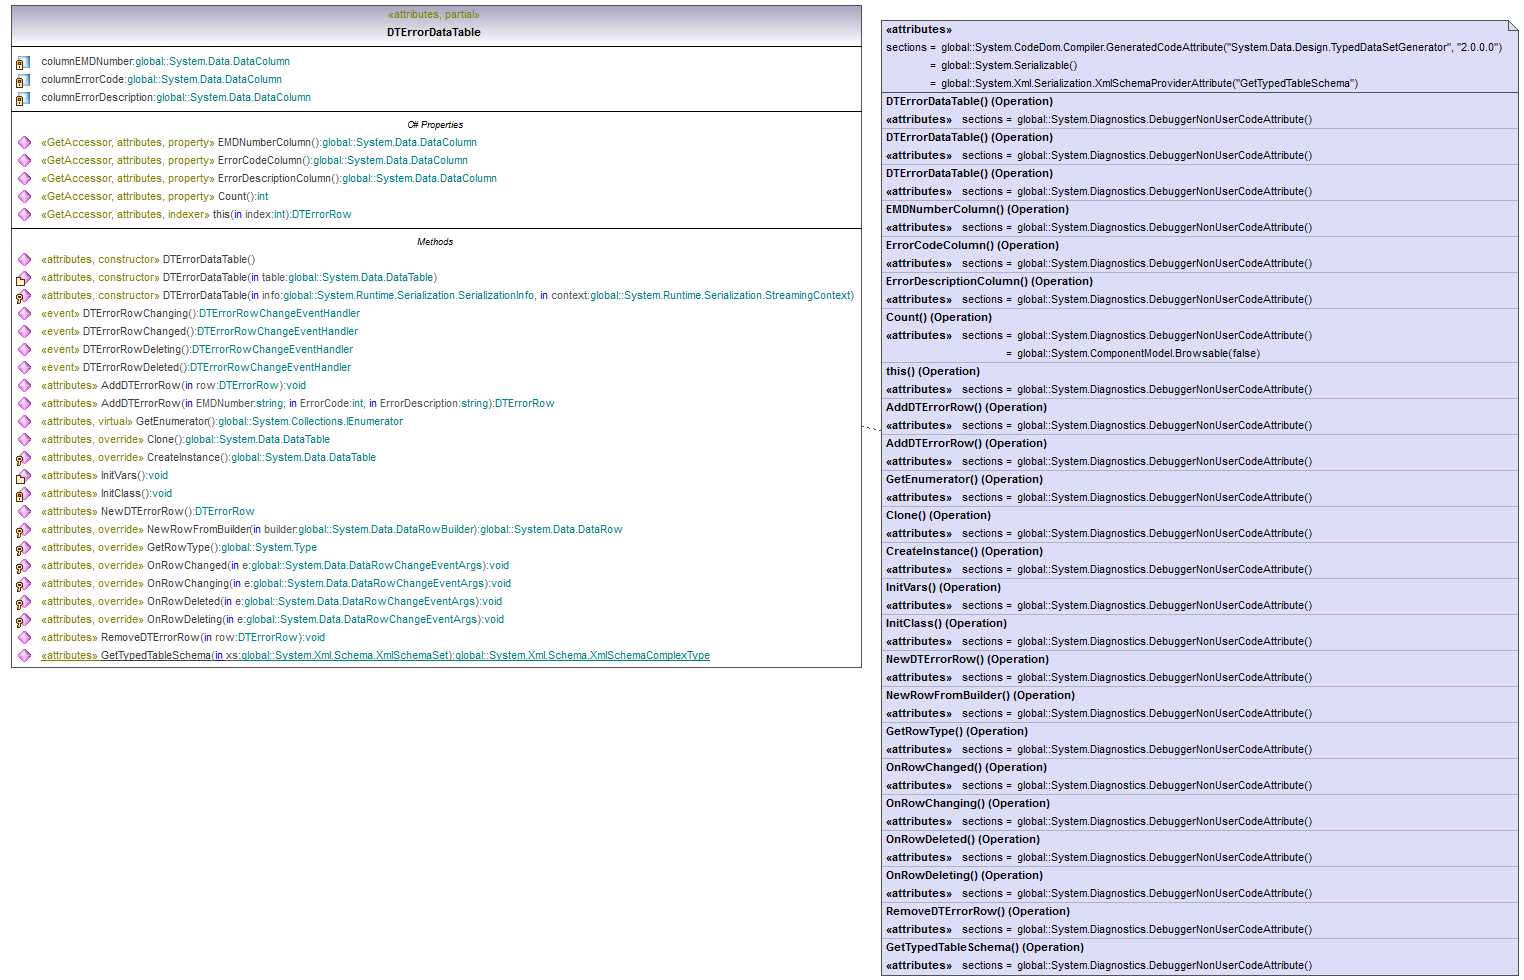 «attributes, partial»
DTErrorDataTable
columnEMDNumber:global::System.Data.DataColumn
columnErrorCode:global::System.Data.DataColumn
columnErrorDescription:global::System.Data.DataColumn
C# Properties
«GetAccessor, attributes, property» EMDNumberColumn():global::System.Data.DataColumn
«GetAccessor, attributes, property» ErrorCodeColumn():global::System.Data.DataColumn
«GetAccessor, attributes, property» ErrorDescriptionColumn():global::System.Data.DataColumn
«GetAccessor, attributes, property» Count():int
«GetAccessor, attributes, indexer» this(in index:int):DTErrorRow
Methods
«attributes, constructor» DTErrorDataTable()
«attributes, constructor» DTErrorDataTable(in table:global::System.Data.DataTable)
«attributes, constructor» DTErrorDataTable(in info:global::System.Runtime.Serialization.SerializationInfo, in context:global::System.Runtime.Serialization.StreamingContext)
«event» DTErrorRowChanging():DTErrorRowChangeEventHandler
«event» DTErrorRowChanged():DTErrorRowChangeEventHandler
«event» DTErrorRowDeleting():DTErrorRowChangeEventHandler
«event» DTErrorRowDeleted():DTErrorRowChangeEventHandler
«attributes» AddDTErrorRow(in row:DTErrorRow):void
«attributes» AddDTErrorRow(in EMDNumber:string, in ErrorCode:int, in ErrorDescription:string):DTErrorRow
«attributes, virtual» GetEnumerator():global::System.Collections.IEnumerator
«attributes, override» Clone():global::System.Data.DataTable
«attributes, override» CreateInstance():global::System.Data.DataTable
«attributes» InitVars():void
«attributes» InitClass():void
«attributes» NewDTErrorRow():DTErrorRow
«attributes, override» NewRowFromBuilder(in builder:global::System.Data.DataRowBuilder):global::System.Data.DataRow
«attributes, override» GetRowType():global::System.Type
«attributes, override» OnRowChanged(in e:global::System.Data.DataRowChangeEventArgs):void
«attributes, override» OnRowChanging(in e:global::System.Data.DataRowChangeEventArgs):void
«attributes, override» OnRowDeleted(in e:global::System.Data.DataRowChangeEventArgs):void
«attributes, override» OnRowDeleting(in e:global::System.Data.DataRowChangeEventArgs):void
«attributes» RemoveDTErrorRow(in row:DTErrorRow):void
«attributes» GetTypedTableSchema(in xs:global::System.Xml.Schema.XmlSchemaSet):global::System.Xml.Schema.XmlSchemaComplexType
«attributes»
sections = global::System.CodeDom.Compiler.GeneratedCodeAttribute("System.Data.Design.TypedDataSetGenerator", "2.0.0.0")
= global::System.Serializable()
= global::System.Xml.Serialization.XmlSchemaProviderAttribute("GetTypedTableSchema")
DTErrorDataTable() (Operation)
«attributes» sections = global::System.Diagnostics.DebuggerNonUserCodeAttribute()
DTErrorDataTable() (Operation)
«attributes» sections = global::System.Diagnostics.DebuggerNonUserCodeAttribute()
DTErrorDataTable() (Operation)
«attributes» sections = global::System.Diagnostics.DebuggerNonUserCodeAttribute()
EMDNumberColumn() (Operation)
«attributes» sections = global::System.Diagnostics.DebuggerNonUserCodeAttribute()
ErrorCodeColumn() (Operation)
«attributes» sections = global::System.Diagnostics.DebuggerNonUserCodeAttribute()
ErrorDescriptionColumn() (Operation)
«attributes» sections = global::System.Diagnostics.DebuggerNonUserCodeAttribute()
Count() (Operation)
«attributes» sections = global::System.Diagnostics.DebuggerNonUserCodeAttribute()
= global::System.ComponentModel.Browsable(false)
this() (Operation)
«attributes» sections = global::System.Diagnostics.DebuggerNonUserCodeAttribute()
AddDTErrorRow() (Operation)
«attributes» sections = global::System.Diagnostics.DebuggerNonUserCodeAttribute()
AddDTErrorRow() (Operation)
«attributes» sections = global::System.Diagnostics.DebuggerNonUserCodeAttribute()
GetEnumerator() (Operation)
«attributes» sections = global::System.Diagnostics.DebuggerNonUserCodeAttribute()
Clone() (Operation)
«attributes» sections = global::System.Diagnostics.DebuggerNonUserCodeAttribute()
CreateInstance() (Operation)
«attributes» sections = global::System.Diagnostics.DebuggerNonUserCodeAttribute()
InitVars() (Operation)
«attributes» sections = global::System.Diagnostics.DebuggerNonUserCodeAttribute()
InitClass() (Operation)
«attributes» sections = global::System.Diagnostics.DebuggerNonUserCodeAttribute()
NewDTErrorRow() (Operation)
«attributes» sections = global::System.Diagnostics.DebuggerNonUserCodeAttribute()
NewRowFromBuilder() (Operation)
«attributes» sections = global::System.Diagnostics.DebuggerNonUserCodeAttribute()
GetRowType() (Operation)
«attributes» sections = global::System.Diagnostics.DebuggerNonUserCodeAttribute()
OnRowChanged() (Operation)
«attributes» sections = global::System.Diagnostics.DebuggerNonUserCodeAttribute()
OnRowChanging() (Operation)
«attributes» sections = global::System.Diagnostics.DebuggerNonUserCodeAttribute()
OnRowDeleted() (Operation)
«attributes» sections = global::System.Diagnostics.DebuggerNonUserCodeAttribute()
OnRowDeleting() (Operation)
«attributes» sections = global::System.Diagnostics.DebuggerNonUserCodeAttribute()
RemoveDTErrorRow() (Operation)
«attributes» sections = global::System.Diagnostics.DebuggerNonUserCodeAttribute()
GetTypedTableSchema() (Operation)
«attributes» sections = global::System.Diagnostics.DebuggerNonUserCodeAttribute()